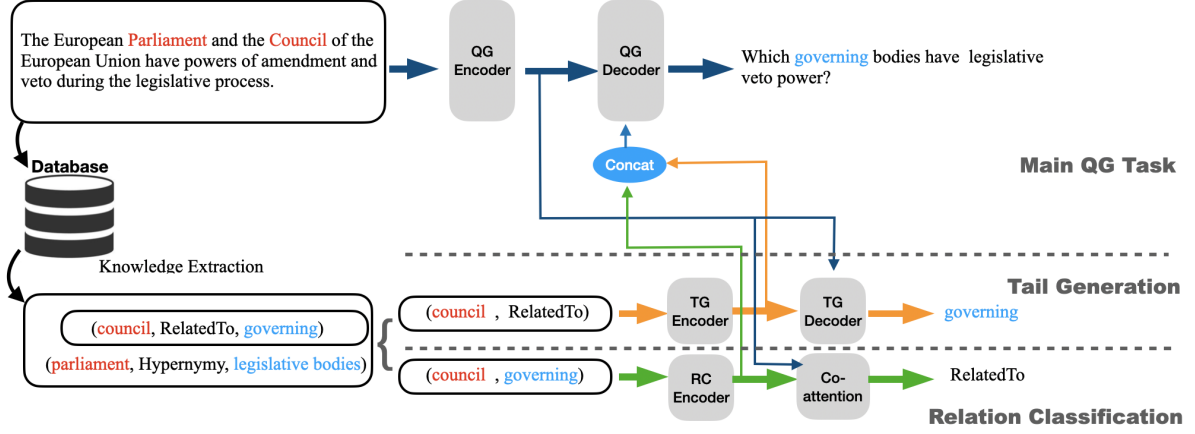 The European Parliament and the Council of the
European Union have powers of amendment and
veto during the legislative process.
QG
Encoder
QG
Decoder
Which governing bodies have legislative
veto power?
Database
Concat
Main QG Task
Knowledge Extraction
Tail Generation
(council, RelatedTo, governing)
(parliament, Hypernymy, legislative bodies)
{
(council , RelatedTo)
TG
Encoder
TG
Decoder
governing
(council , governing)
RC
Encoder
Co-
attention
RelatedTo
Relation Classification